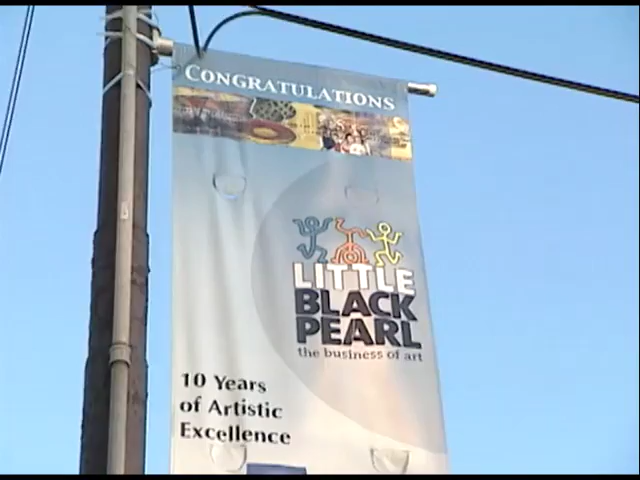 CONGRATULATIONS
LITTLE
BLACK
PEARL
the business of art
10 Years
of Artistic
Excellence